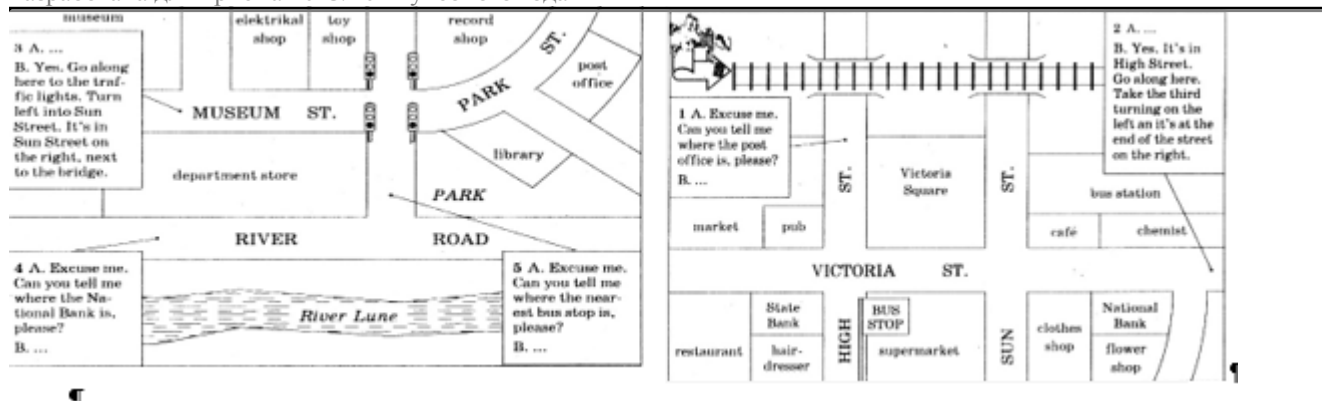 museum
elektrikal
shop
toy
shop
record
shop
ST.
PARK
post
office
3 A. ...
B. Yes. Go along
here to the traf-
fic lights. Turn
left into Sun
Street. It's in
Sun Street on
the right, next
to the bridge.
MUSEUM ST.
library
department store
PARK
RIVER ROAD
4 A. Excuse me.
Can you tell me
where the Na-
tional Bank is,
please?
B. ...
River Lune
5 A. Excuse me.
Can you tell me
where the near-
est bus stop is,
please?
B. ...
2 A. ...
B. Yes. It's in
High Street.
Go along here.
Take the third
turning on the
left an it's at the
end of the street
on the right.
1 A. Excuse me.
Can you tell me
where the post
office is, please?
B. ...
ST.
Victoria
Square
ST.
bus station
market
pub
café
chemist
VICTORIA ST.
State
Bank
BUS
STOP
National
Bank
restaurant
hair-
dresser
HIGH
supermarket
SUN
clothes
shop
flower
shop